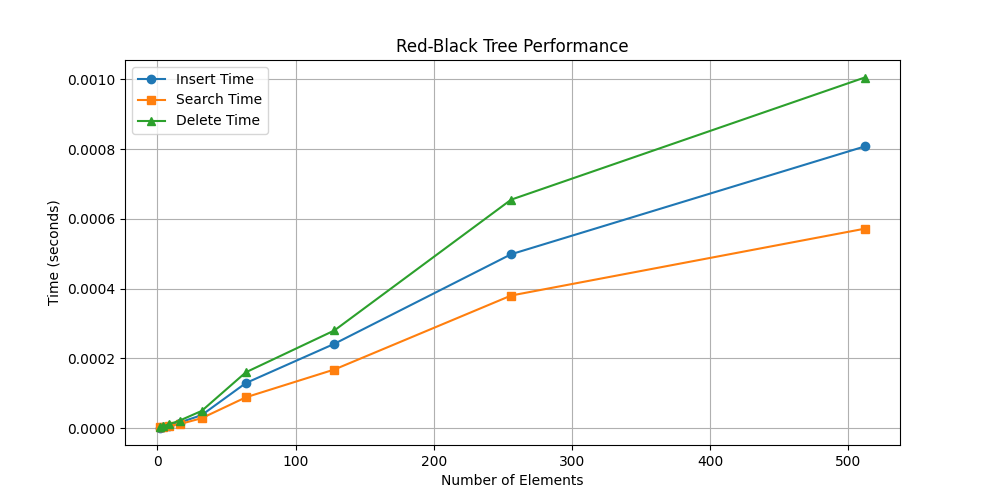 Red-Black Tree Performance
Insert Time
Search Time
Delete Time
0.0010
0.0008
0.0006
0.0004
0.0002
0.0000
Time (seconds)
0 100 200 300 400 500
Number of Elements